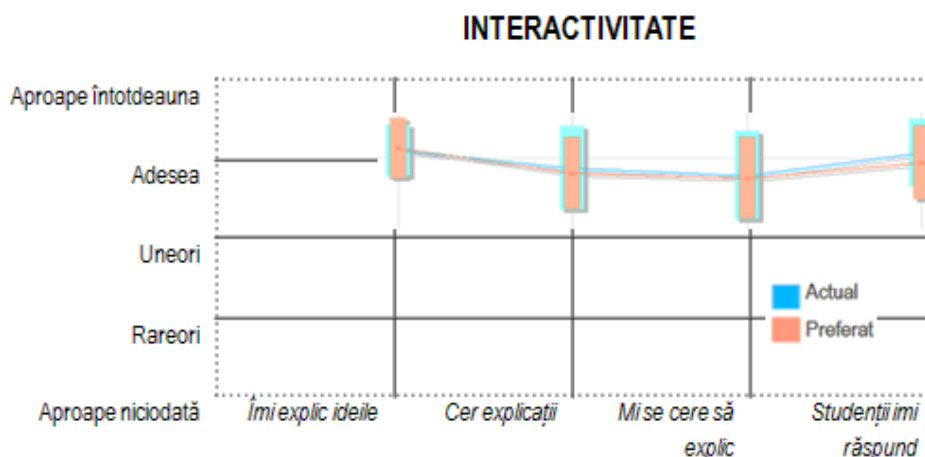 INTERACTIVITATE
Aproape întotdeauna
Adesea
Uneori
Rareori
Aproape niciodată
Actual
Preferat
Îmi explic ideile
Cer explicații
Mi se cere să
explic
Studenții imi
răspund